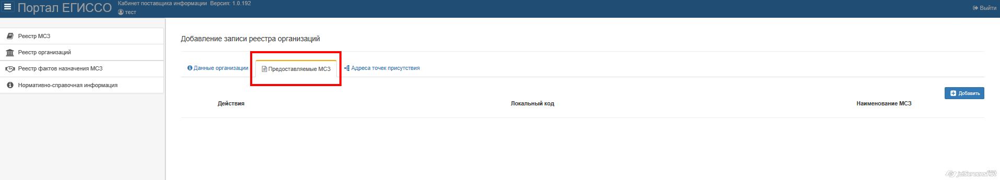 Портал ЕГИССО
Кабинет поставщика информации Версия: 1.0.192
тест
Выйти
Реестр МСЗ
Реестр организаций
Реестр фактов назначения МСЗ
Нормативно-справочная информация
Добавление записи реестра организаций
Данные организации
Предоставляемые МСЗ
Адреса точек присутствия
Добавить
Действия
Локальный код
Наименование МСЗ
jetScreenshot